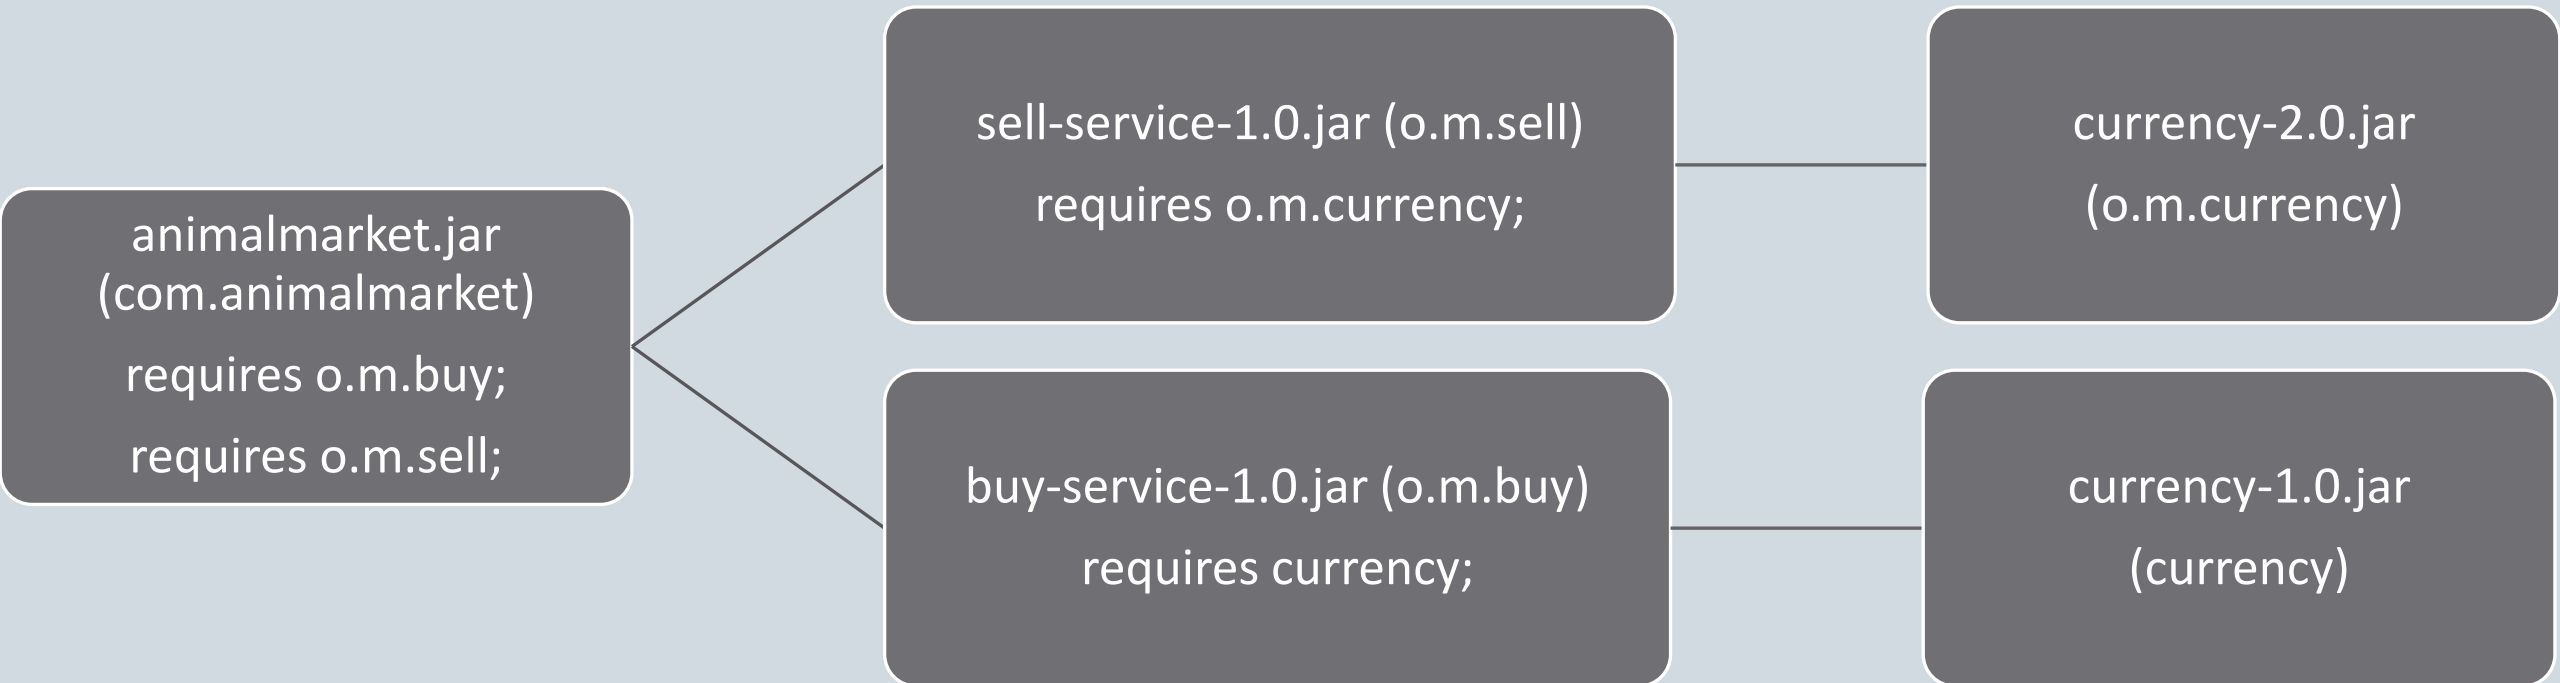 animalmarket.jar
(com.animalmarket)
requires o.m.buy;
requires o.m.sell;
sell-service-1.0.jar (o.m.sell)
requires o.m.currency;
currency-2.0.jar
(o.m.currency)
buy-service-1.0.jar (o.m.buy)
requires currency;
currency-1.0.jar
(currency)